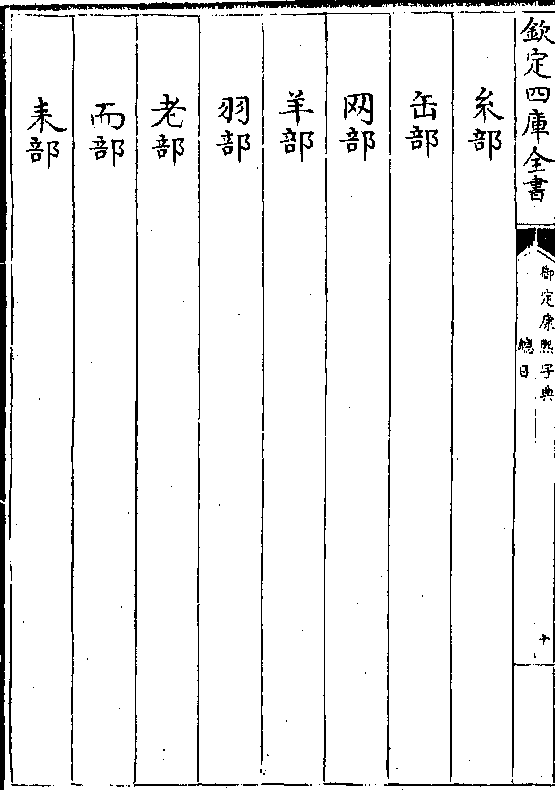 欽定四庫全書
御定康熙字典
總目
十
糸部
缶部
网部
羊部
羽部
老部
而部
耒部